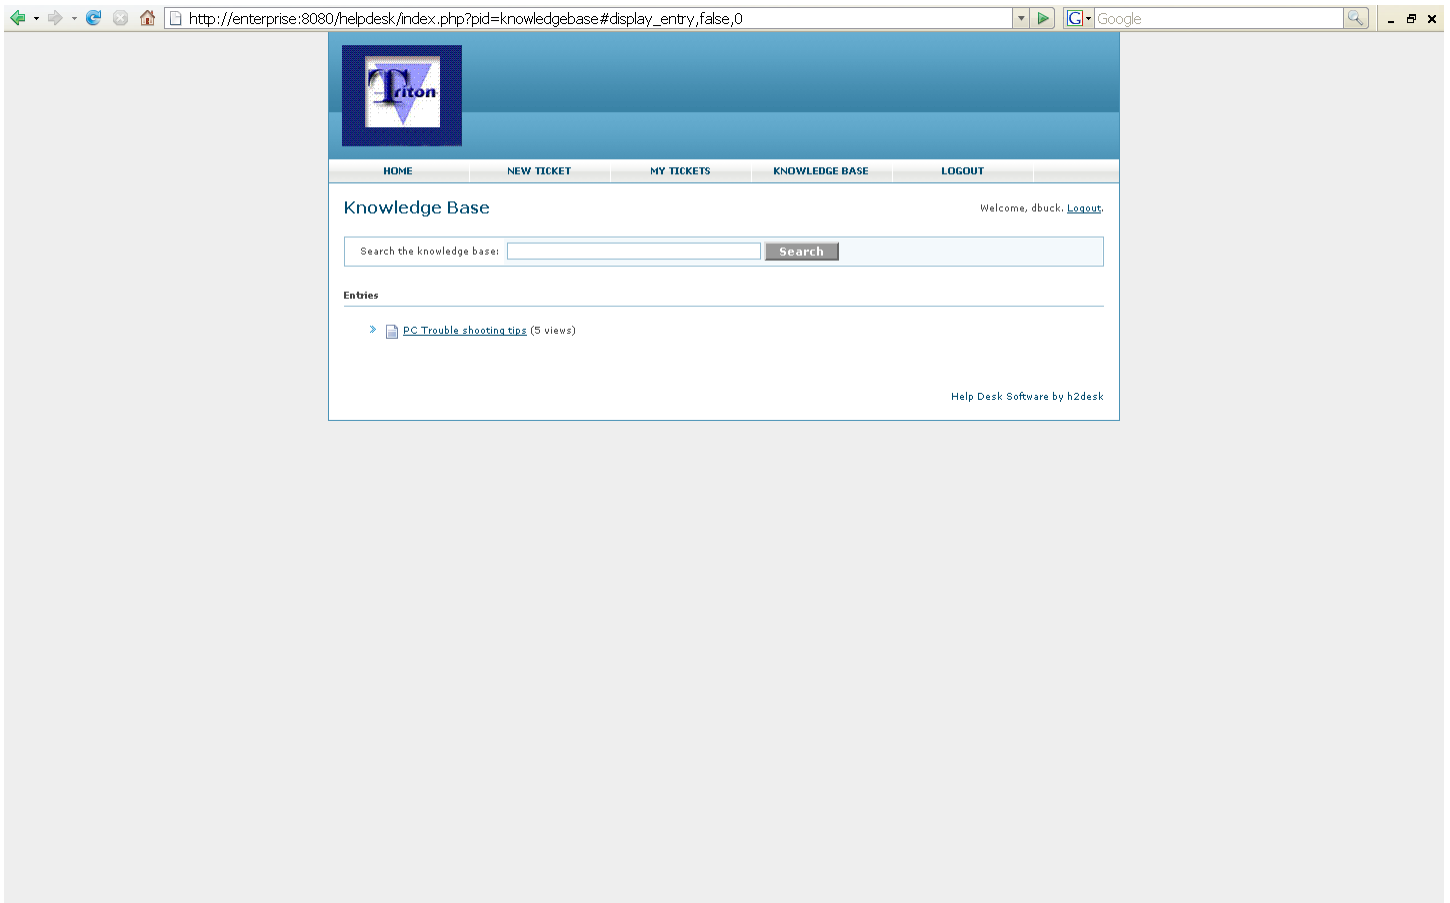 http://enterprise:8080/helpdesk/index.php?pid=knowledgebase#display_entry,false,0
G Google
Triton
HOME NEW TICKET MY TICKETS KNOWLEDGE BASE LOGOUT
Knowledge Base Welcome, dbuck. Logout.
Search the knowledge base: Search
Entries
PC Trouble shooting tips (5 views)
Help Desk Software by h2desk